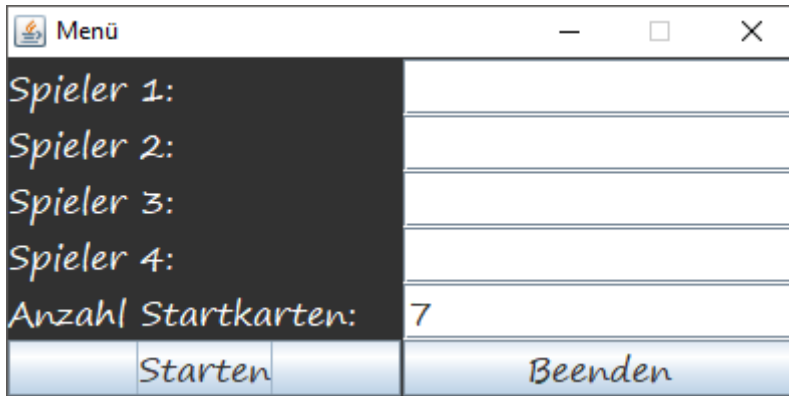 Menü
Spieler 1:
Spieler 2:
Spieler 3:
Spieler 4:
Anzahl Startkarten: 7
Starten Beenden